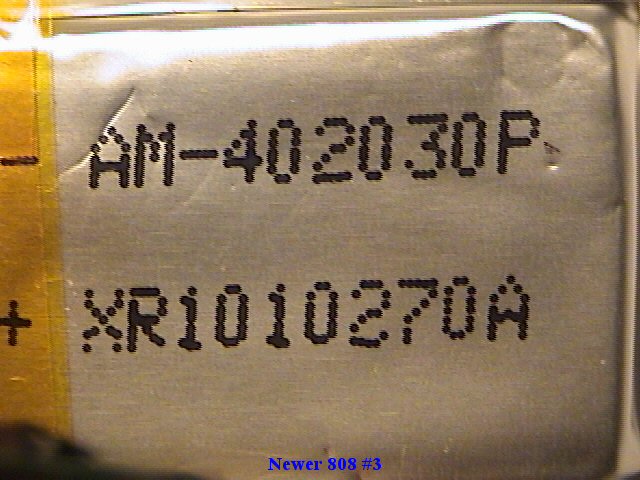 - AM-402030P
+ XR1010270A
Newer 808 #3